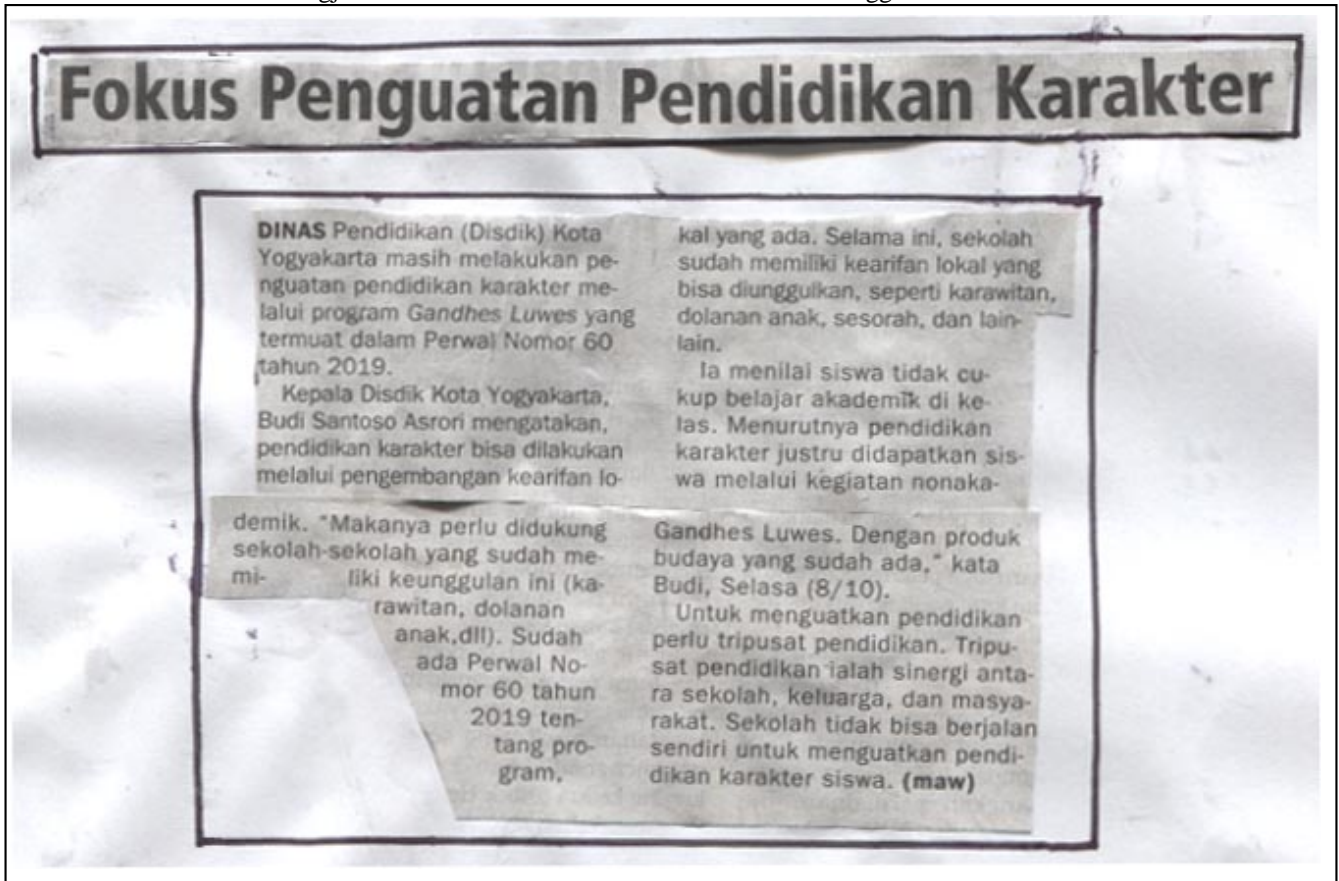 Fokus Penguatan Pendidikan Karakter
DINAS Pendidikan (Disdik) Kota
Yogyakarta masih melakukan pe-
nguatan pendidikan karakter me-
lalui program Gandhes Luwes yang
termuat dalam Perwal Nomor 60
tahun 2019.
Kepala Disdik Kota Yogyakarta,
Budi Santoso Asrori mengatakan,
pendidikan karakter bisa dilakukan
melalui pengembangan kearifan lo-
kal yang ada. Selama ini, sekolah
sudah memiliki kearifan lokal yang
bisa diunggulkan, seperti karawitan,
dolanan anak, sesorah, dan lain-
lain.
Ia menilai siswa tidak cu-
kup belajar akademik di ke-
las. Menurutnya pendidikan
karakter justru didapatkan sis-
wa melalui kegiatan nonaka-
demik. "Makanya perlu didukung
sekolah-sekolah yang sudah me-
mi- liki keunggulan ini (ka-
rawitan, dolanan
anak,dll). Sudah
ada Perwal No-
mor 60 tahun
2019 ten-
tang pro-
gram,
Gandhes Luwes. Dengan produk
budaya yang sudah ada," kata
Budi, Selasa (8/10).
Untuk menguatkan pendidikan
perlu tripusat pendidikan. Tripu-
sat pendidikan ialah sinergi anta-
ra sekolah, keluarga, dan masya-
rakat. Sekolah tidak bisa berjalan
sendiri untuk menguatkan pendi-
dikan karakter siswa. (maw)